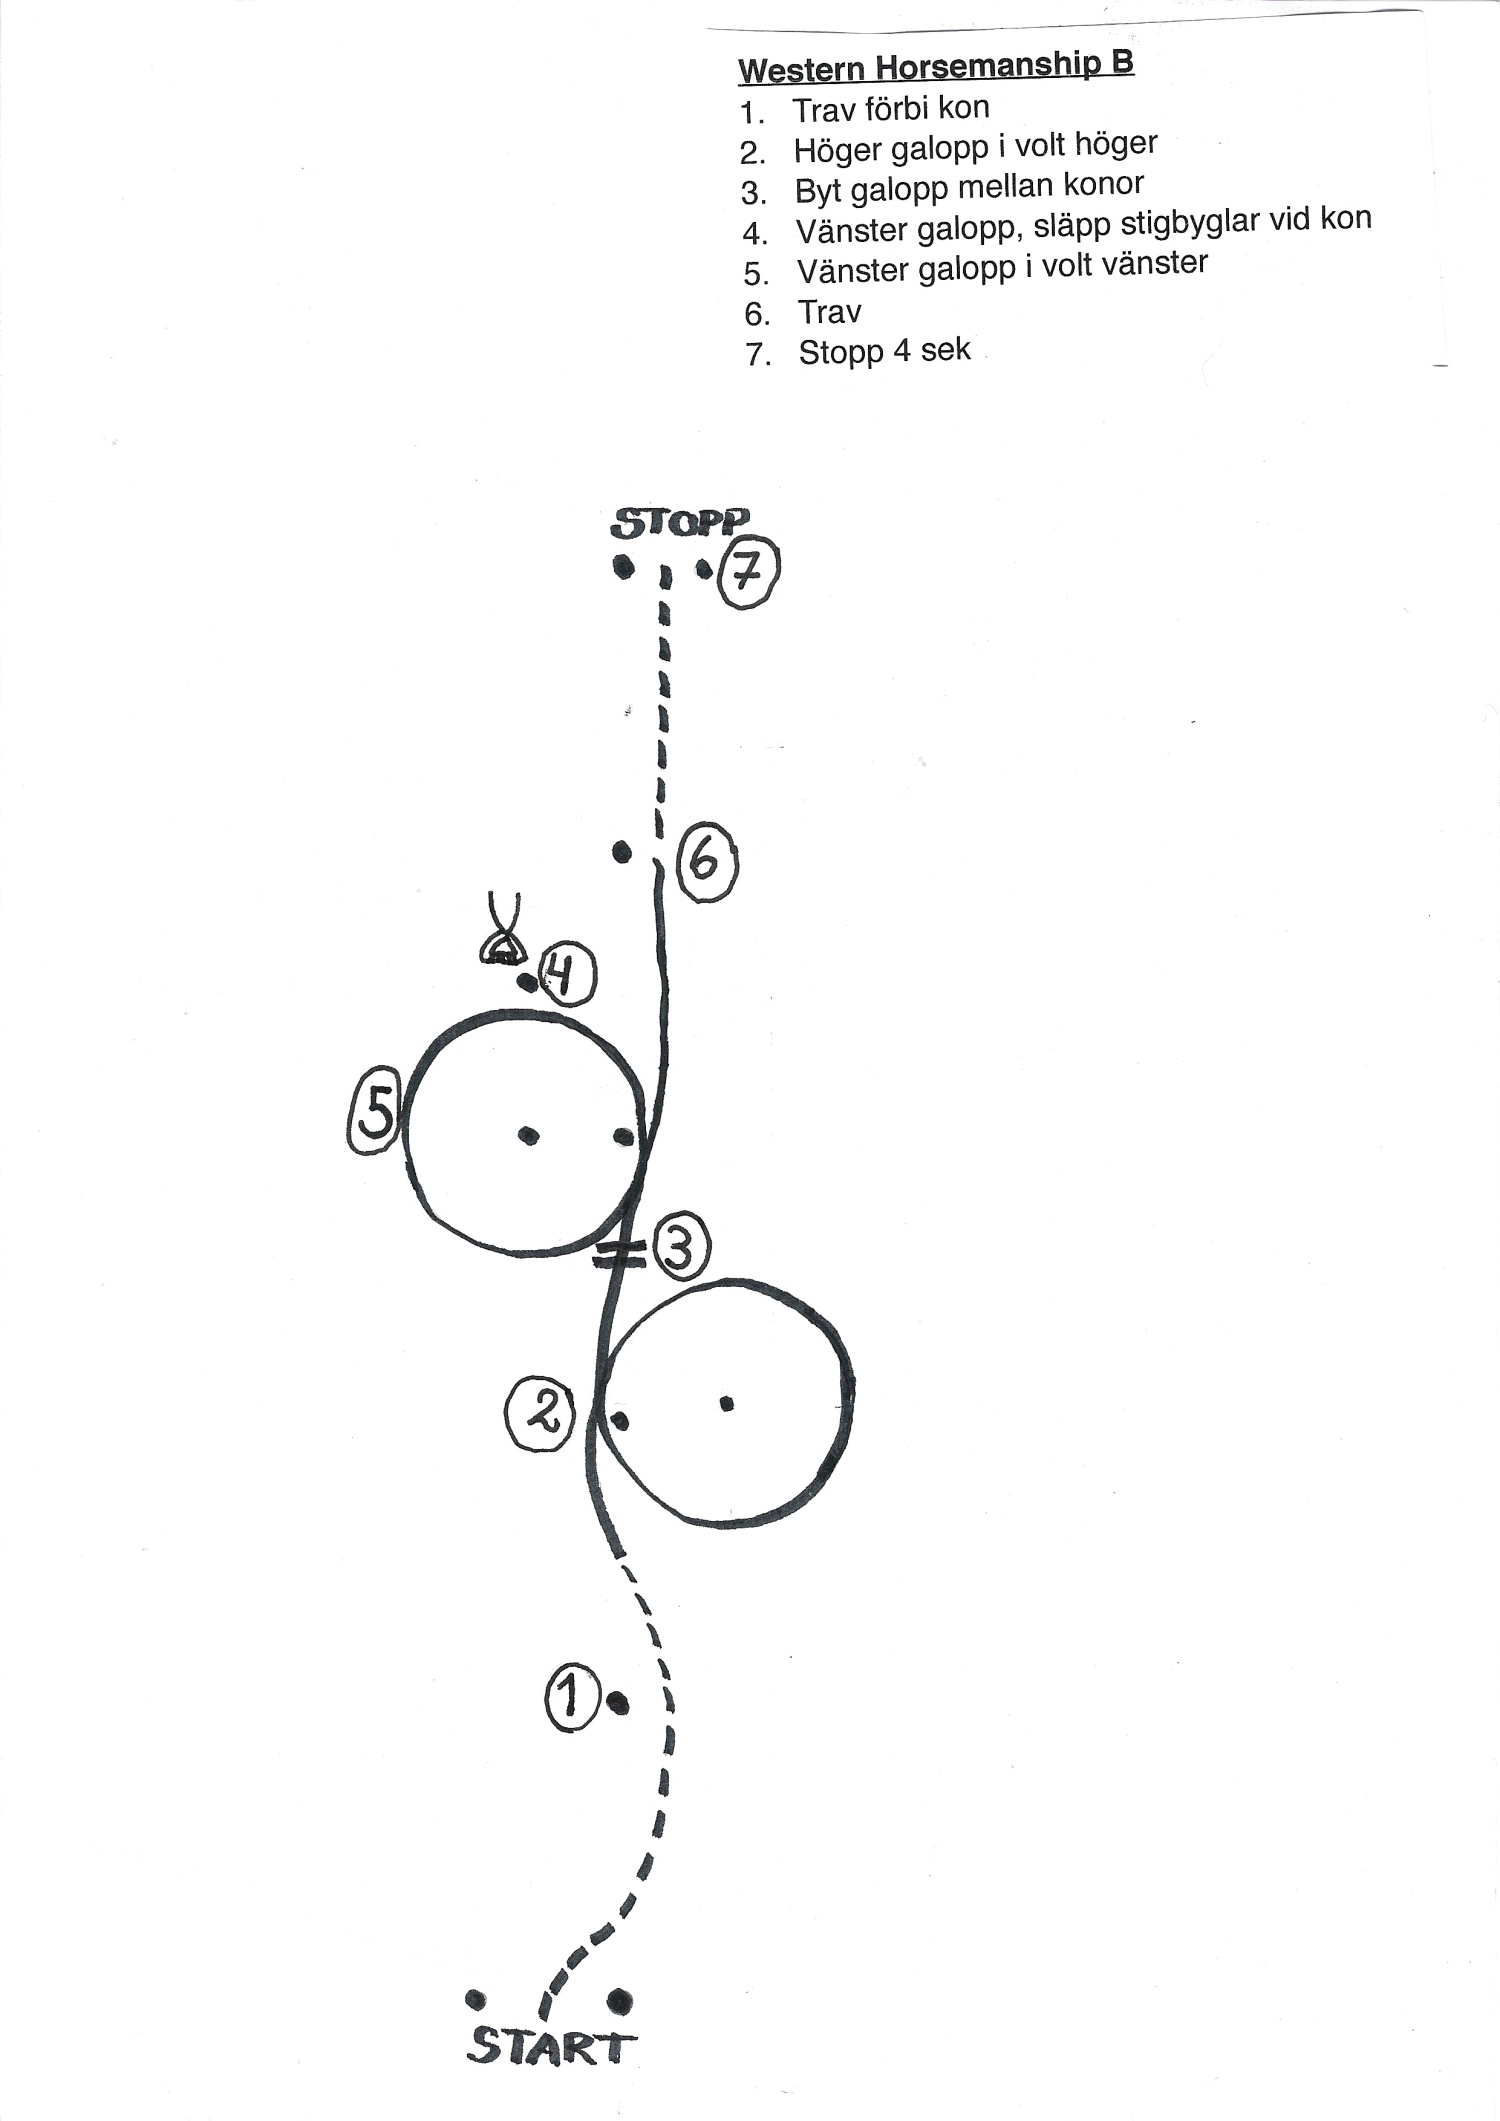 Western Horsemanship B
1. Trav förbi kon
2. Höger galopp i volt höger
3. Byt galopp mellan konor
4. Vänster galopp, släpp stigbyglar vid kon
5. Vänster galopp i volt vänster
6. Trav
7. Stopp 4 sek
STOPP
7
6
4
5
3
2
1
START